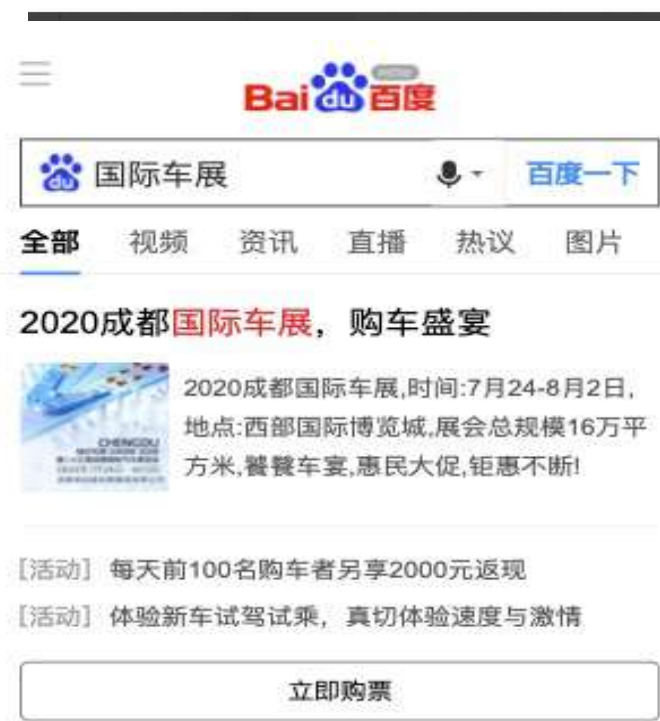 Bai du 百度
du 国际车展 百度一下
全部 视频 资讯 直播 热议 图片
2020成都国际车展，购车盛宴
2020成都国际车展,时间:7月24-8月2日,
CHENGDU
地点:西部国际博览城,展会总规模16万平
方米,饕餮车宴,惠民大促,钜惠不断!
[活动] 每天前100名购车者另享2000元返现
[活动] 体验新车试驾试乘，真切体验速度与激情
立即购票